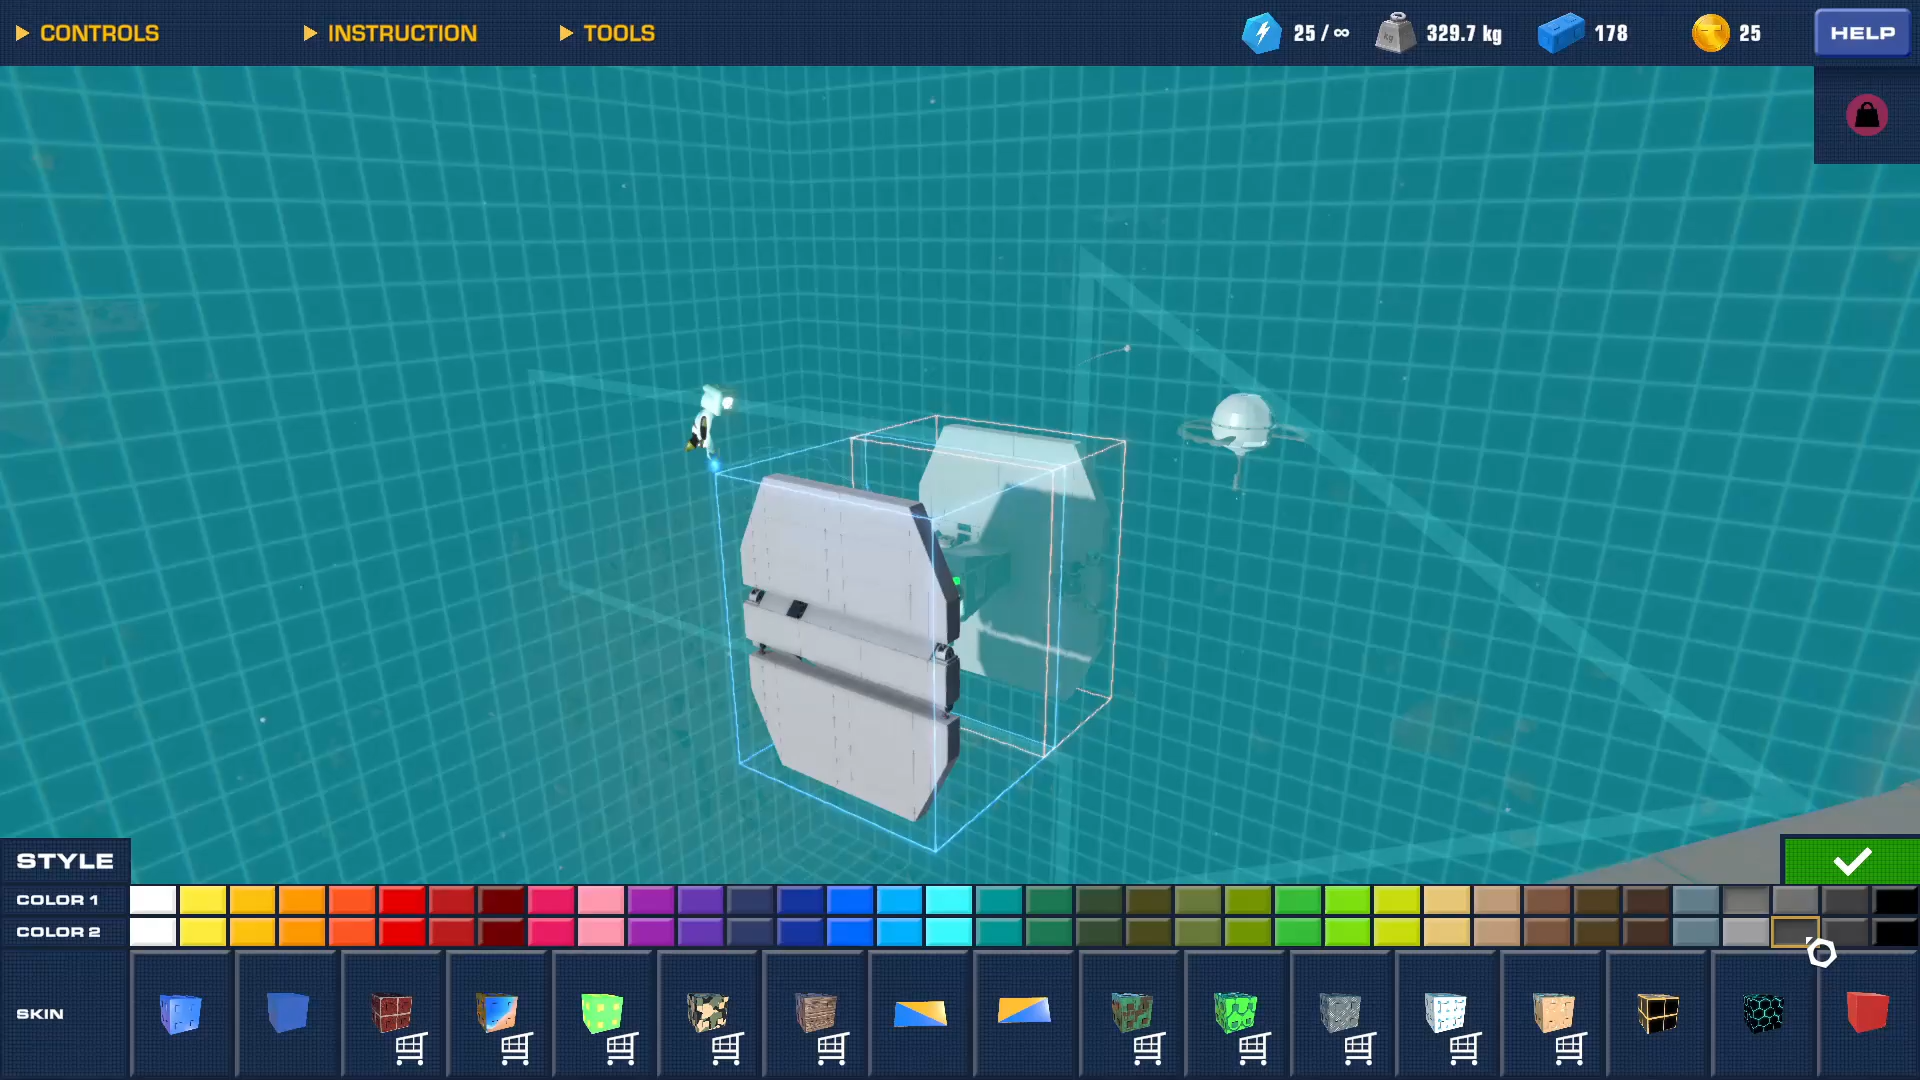 CONTROLS
INSTRUCTION
TOOLS
25 / ∞
329.7 kg
178
25
HELP
STYLE
COLOR 1
COLOR 2
SKIN